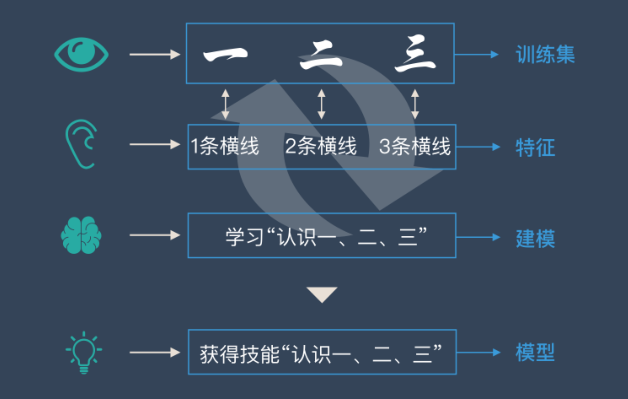 一 二 三 训练集
1条横线 2条横线 3条横线 特征
学习“认识一、二、三” 建模
获得技能“认识一、二、三” 模型